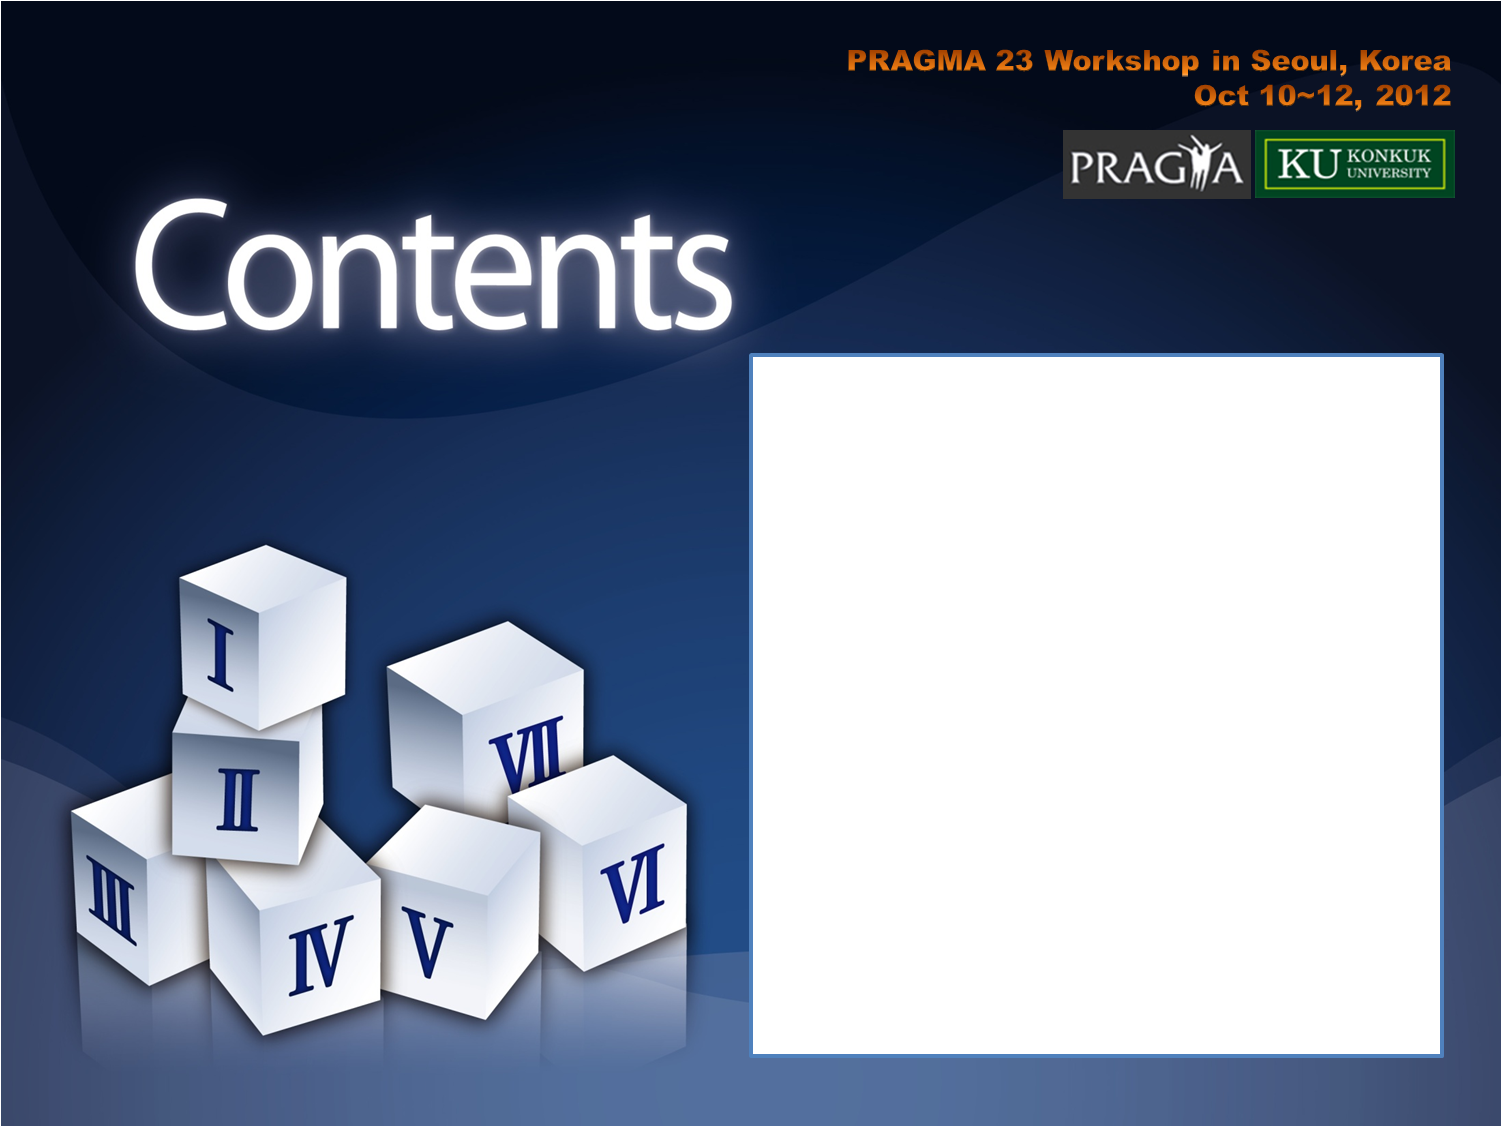 PRAGMA 23 Workshop in Seoul, Korea
Oct 10~12, 2012
PRAGMA
KU KONKUK
UNIVERSITY
Contents
I
VII
II
VI
III
IV
V